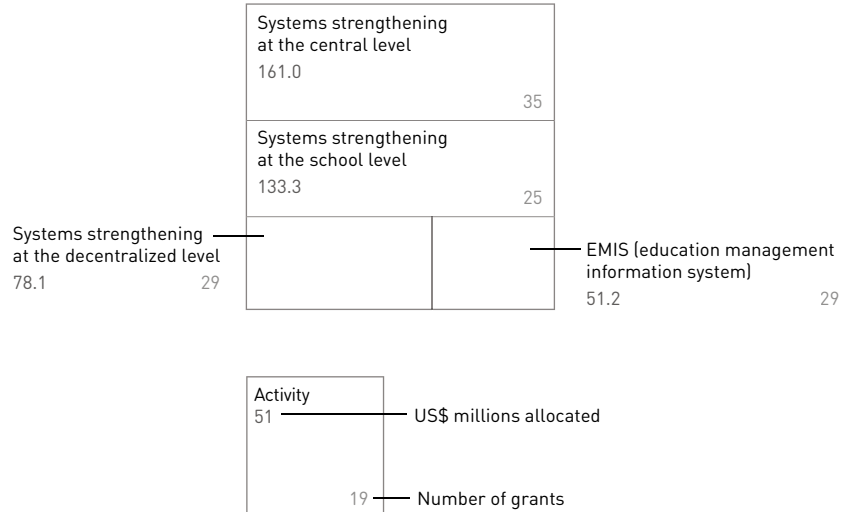 Systems strengthening
at the central level
161.0
35
Systems strengthening
at the school level
133.3
25
Systems strengthening
at the decentralized level
78.1 29
EMIS (education management
information system)
51.2 29
Activity
51
US$ millions allocated
19
Number of grants